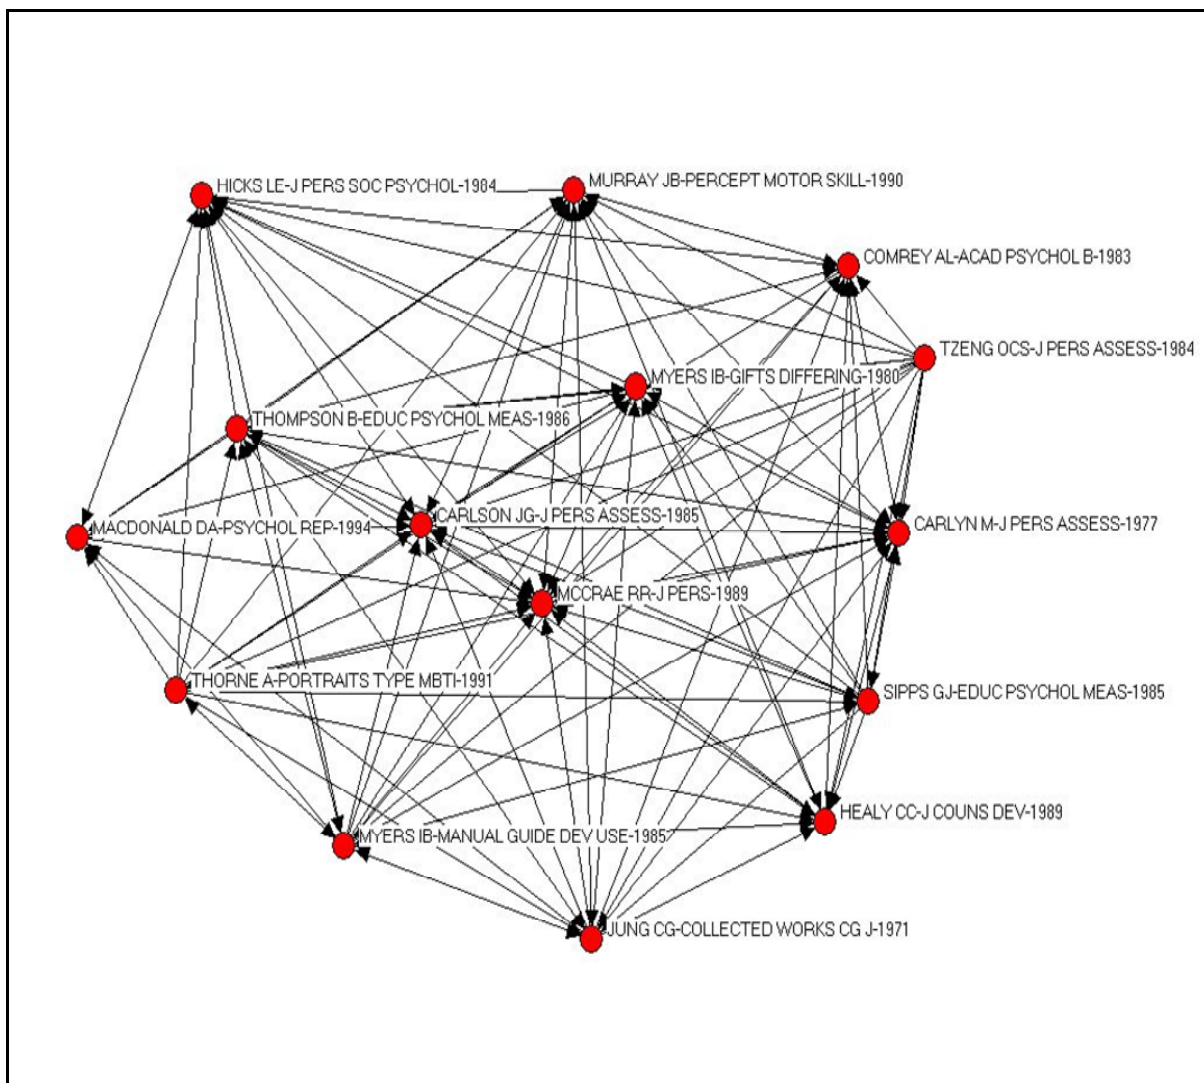 HICKS LE-J PERS SOC PSYCHOL-1984
MURRAY JB-PERCEPT MOTOR SKILL-1990
COMREY AL-ACAD PSYCHOL B-1983
TZENG OCS-J PERS ASSESS-1984
MYERS IB-GIFTS DIFFERING-1980
THOMPSON B-EDUC PSYCHOL MEAS-1986
CARLSON JG-J PERS ASSESS-1985
MACDONALD DA-PSYCHOL REP-1994
CARLYN M-J PERS ASSESS-1977
MCCRAE RR-J PERS-1989
THORNE A-PORTRAITS TYPE MBTI-1991
SIPPS GJ-EDUC PSYCHOL MEAS-1985
HEALY CC-J COUNS DEV-1989
MYERS IB-MANUAL GUIDE DEV USE-1985
JUNG CG-COLLECTED WORKS CG J-1971